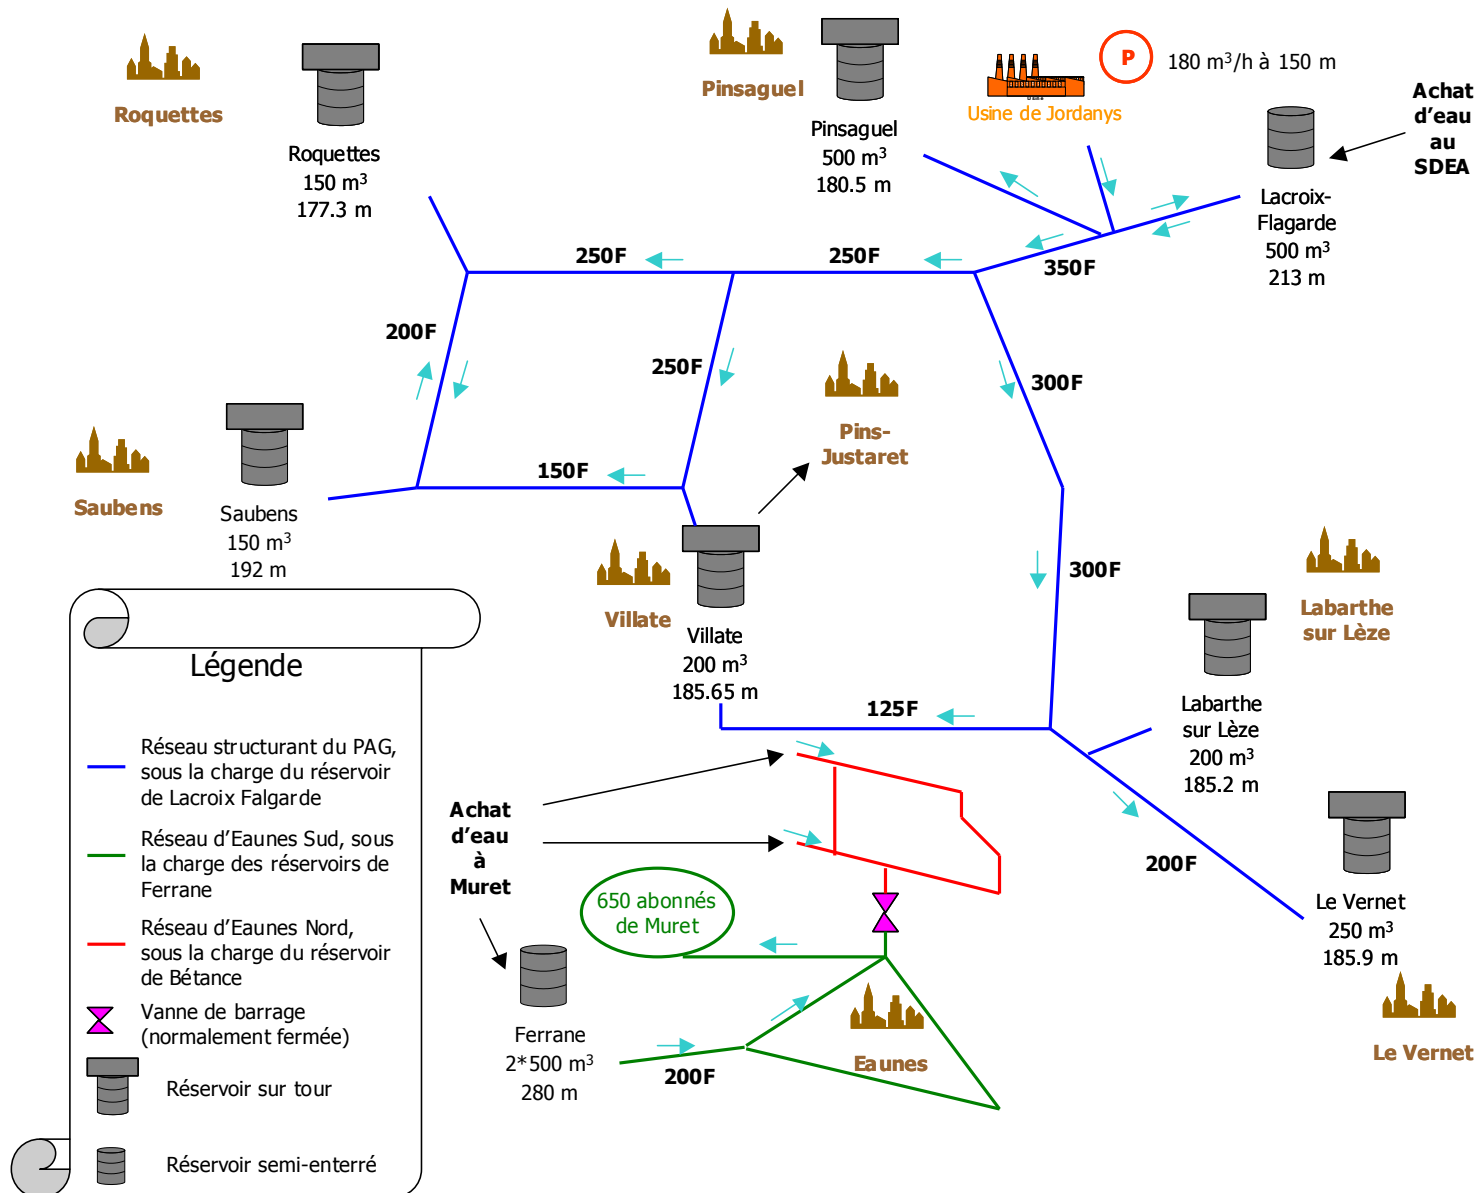 Roquettes
Roquettes
150 m³
177.3 m
Pinsaguel
Pinsaguel
500 m³
180.5 m
P
180 m³/h à 150 m
Usine de Jordanys
Achat
d'eau
au
SDEA
Lacroix-
Flagarde
500 m³
213 m
250F
250F
350F
200F
250F
300F
Pins-
Justaret
150F
Saubens
Saubens
150 m³
192 m
Villate
Villate
200 m³
185.65 m
300F
Labarthe
sur Lèze
Labarthe
sur Lèze
200 m³
185.2 m
125F
200F
Le Vernet
250 m³
185.9 m
Le Vernet
Achat
d'eau
à
Muret
650 abonnés
de Muret
Ferrane
2*500 m³
280 m
200F
Eaunes
Légende
Réseau structurant du PAG,
sous la charge du réservoir
de Lacroix Falgarde
Réseau d'Eaunes Sud, sous
la charge des réservoirs de
Ferrane
Réseau d'Eaunes Nord,
sous la charge du réservoir
de Bétance
Vanne de barrage
(normalement fermée)
Réservoir sur tour
Réservoir semi-enterré